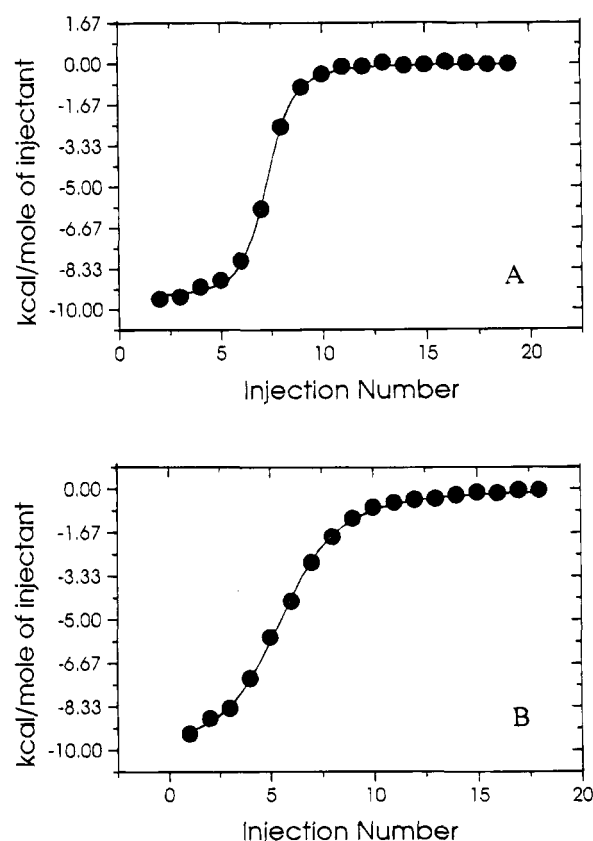 1.67
0.00
-1.67
-3.33
-5.00
-6.67
-8.33
-10.00
kcal/mole of injectant
A
0 5 10 15 20
Injection Number
0.00
-1.67
-3.33
-5.00
-6.67
-8.33
-10.00
kcal/mole of injectant
B
0 5 10 15 20
Injection Number